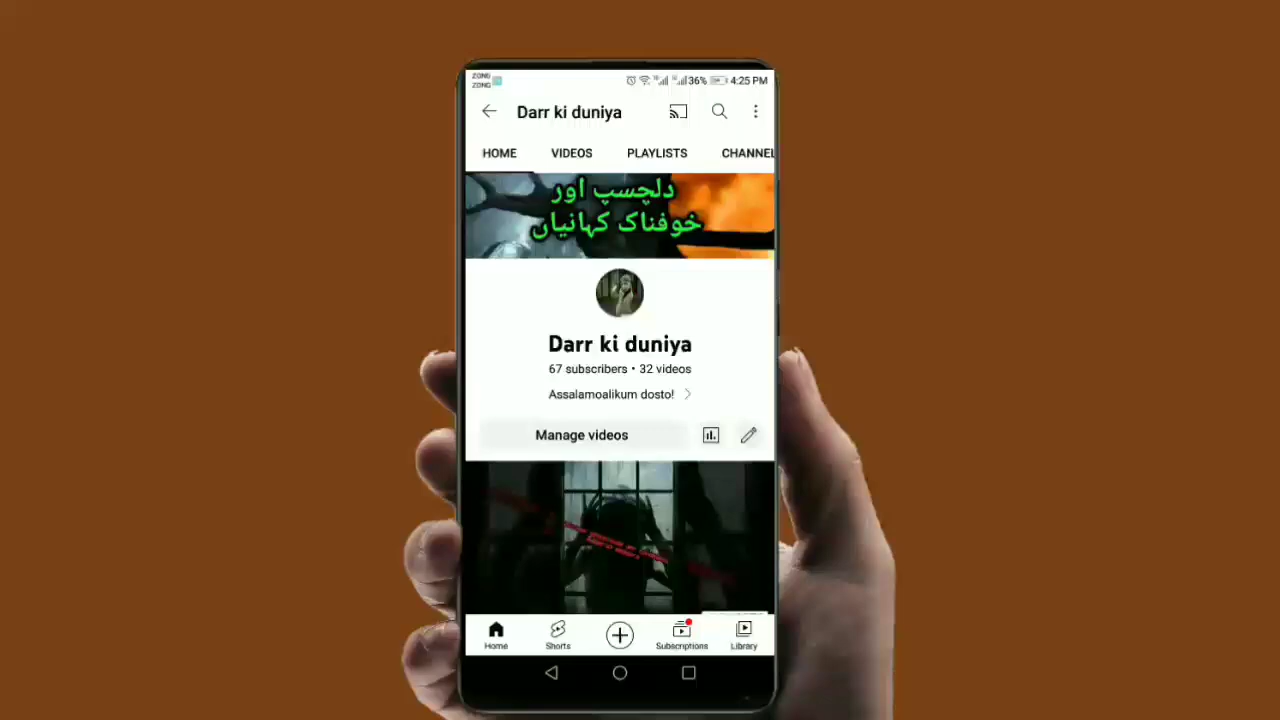 ZONG
ZONG
36%
4:25 PM
Darr ki duniya
HOME VIDEOS PLAYLISTS CHANNEL
دلچسپ اور
خوفناک کہانیاں
Darr ki duniya
67 subscribers • 32 videos
Assalamoalikum dosto!
Manage videos
Home Shorts Subscriptions Library